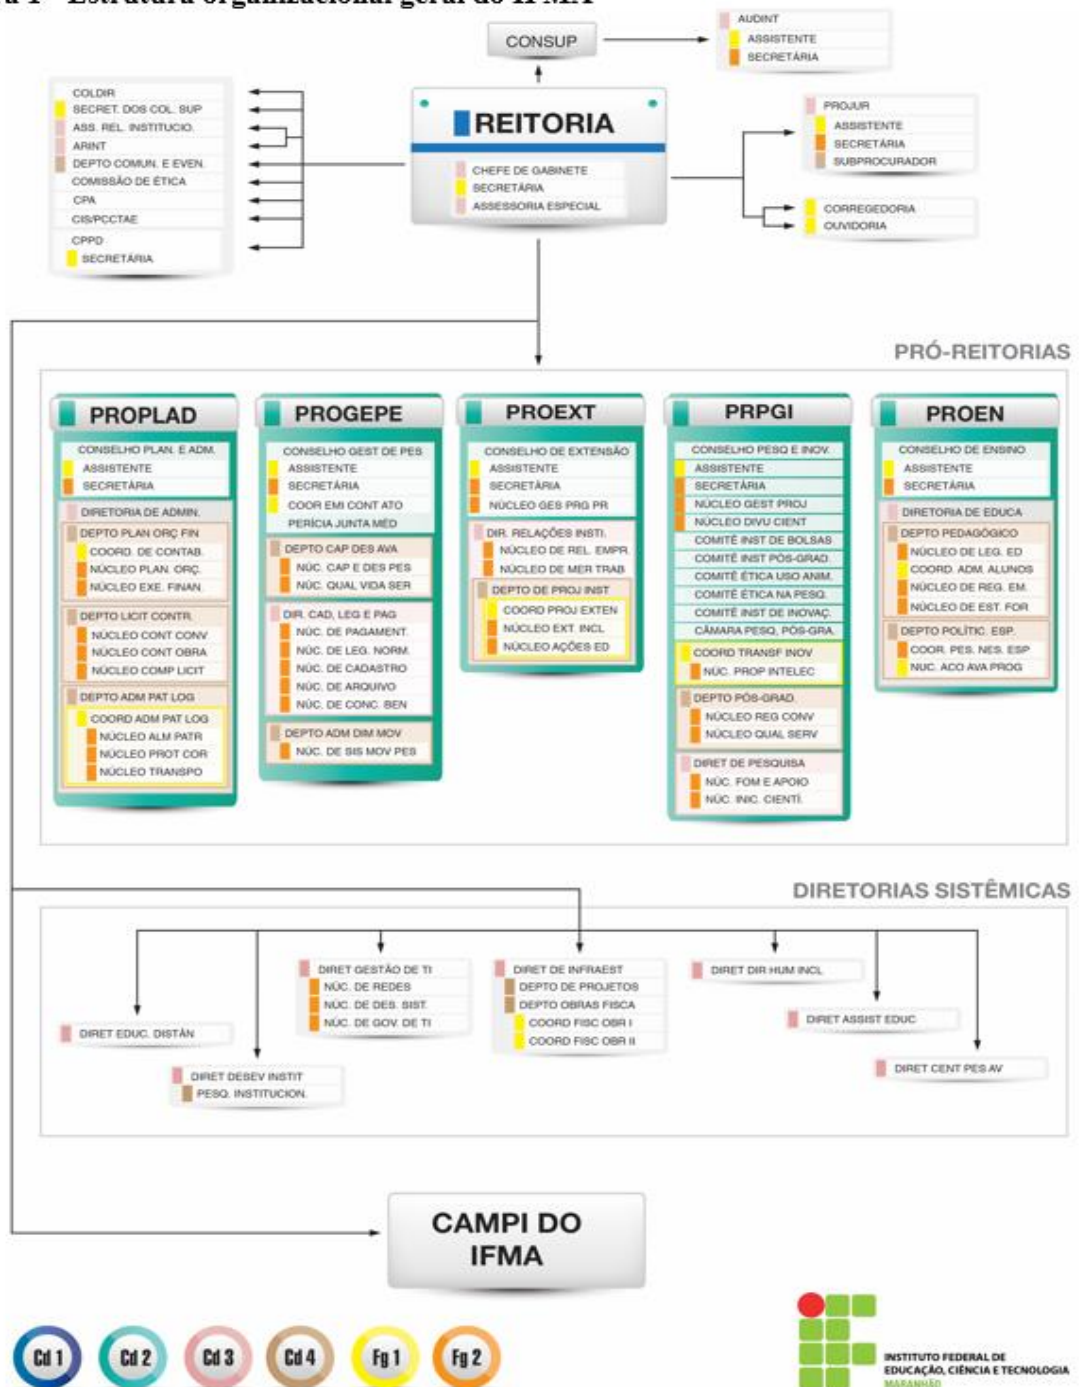 a 1 - Estrutura organizacional geral do IFMA
CONSUP
AUDINT
ASSISTENTE
SECRETÁRIA
COLDIR
SECRET. DOS COL. SUP
ASS. REL. INSTITUCIO.
ARINT
DEPTO COMUN. E EVEN.
COMISSÃO DE ÉTICA
CPA
CIS/PCCTAE
CPPD
SECRETÁRIA
REITORIA
CHEFE DE GABINETE
SECRETÁRIA
ASSESSORIA ESPECIAL
PROJUR
ASSISTENTE
SECRETÁRIA
SUBPROCURADOR
CORREGEDORIA
OUVIDORIA
PRÓ-REITORIAS
PROPLAD
CONSELHO PLAN. E ADM.
ASSISTENTE
SECRETÁRIA
DIRETORIA DE ADMIN.
DEPTO PLAN ORÇ FIN
COORD. DE CONTAB.
NÚCLEO PLAN. ORÇ.
NÚCLEO EXE. FINAN.
DEPTO LICIT CONTR.
NÚCLEO CONT CONV
NÚCLEO CONT OBRA
NÚCLEO COMP LICIT
DEPTO ADM PAT LOG
COORD ADM PAT LOG
NÚCLEO ALM PATR
NÚCLEO PROT COR
NÚCLEO TRANSPO
PROGEPE
CONSELHO GEST DE PES
ASSISTENTE
SECRETÁRIA
COOR EMI CONT ATO
PERÍCIA JUNTA MÉD
DEPTO CAP DES AVA
NÚC. CAP E DES PES
NÚC. QUAL VIDA SER
DIR. CAD, LEG E PAG
NÚC. DE PAGAMENT.
NÚC. DE LEG. NORM.
NÚC. DE CADASTRO
NÚC. DE ARQUIVO
NÚC. DE CONC. BEN
DEPTO ADM DIM MOV
NÚC. DE SIS MOV PES
PROEXT
CONSELHO DE EXTENSÃO
ASSISTENTE
SECRETÁRIA
NÚCLEO GES PRG PR
DIR. RELAÇÕES INSTI.
NÚCLEO DE REL. EMPR.
NÚCLEO DE MER TRAB
DEPTO DE PROJ INST
COORD PROJ EXTEN
NÚCLEO EXT. INCL
NÚCLEO AÇÕES ED
PRPGI
CONSELHO PESQ E INOV.
ASSISTENTE
SECRETÁRIA
NÚCLEO GEST PROJ
NÚCLEO DIVU CIENT
COMITÊ INST DE BOLSAS
COMITÊ INST PÓS-GRAD.
COMITÊ ÉTICA USO ANIM.
COMITÊ ÉTICA NA PESQ.
COMITÊ INST DE INOVAÇ.
CÂMARA PESQ, PÓS-GRA.
COORD TRANSF INOV
NÚC. PROP INTELEC
DEPTO PÓS-GRAD.
NÚCLEO REG CONV
NÚCLEO QUAL SERV
DIRET DE PESQUISA
NÚC. FOM E APOIO
NÚC. INIC. CIENTÍ.
PROEN
CONSELHO DE ENSINO
ASSISTENTE
SECRETÁRIA
DIRETORIA DE EDUCA
DEPTO PEDAGÓGICO
NÚCLEO DE LEG. ED
COORD. ADM. ALUNOS
NÚCLEO DE REG. EM.
NÚCLEO DE EST. FOR
DEPTO POLÍTIC. ESP.
COOR. PES. NES. ESP
NUC. ACO AVA PROG
DIRETORIAS SISTÊMICAS
DIRET EDUC. DISTÂN
DIRET DESEV INSTIT
PESQ. INSTITUCION.
DIRET GESTÃO DE TI
NÚC. DE REDES
NÚC. DE DES. SIST.
NÚC. DE GOV. DE TI
DIRET DE INFRAEST
DEPTO DE PROJETOS
DEPTO OBRAS FISCA
COORD FISC OBR I
COORD FISC OBR II
DIRET DIR HUM INCL
DIRET ASSIST EDUC
DIRET CENT PES AV
CAMPI DO
IFMA
Cd 1
Cd 2
Cd 3
Cd 4
Fg 1
Fg 2
INSTITUTO FEDERAL DE
EDUCAÇÃO, CIÊNCIA E TECNOLOGIA
MARANHÃO